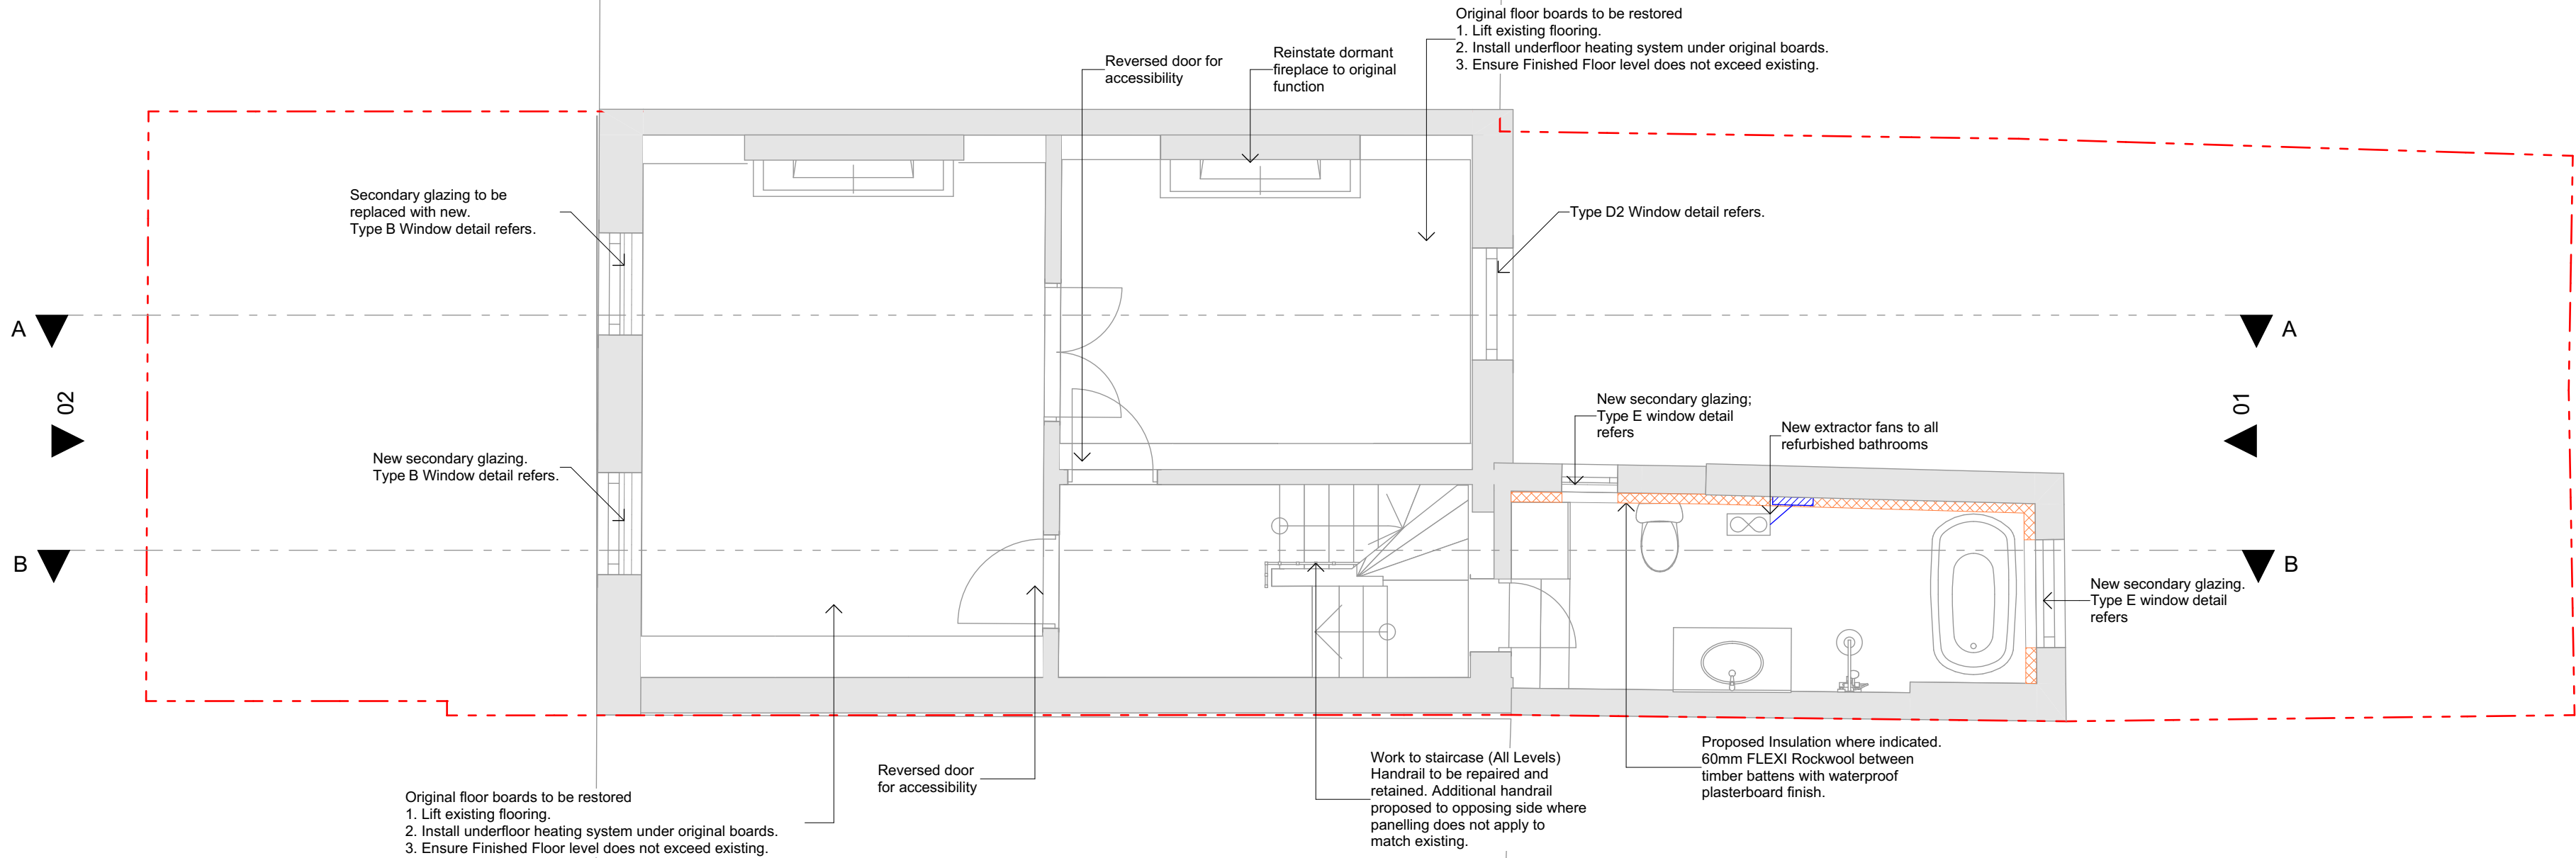 Original floor boards to be restored
1. Lift existing flooring.
2. Install underfloor heating system under original boards.
3. Ensure Finished Floor level does not exceed existing.
Reversed door for
accessibility
Reinstate dormant
fireplace to original
function
Secondary glazing to be
replaced with new.
Type B Window detail refers.
Type D2 Window detail refers.
A
A
02
01
New secondary glazing;
Type E window detail
refers
New extractor fans to all
refurbished bathrooms
New secondary glazing.
Type B Window detail refers.
B
B
New secondary glazing.
Type E window detail
refers
Reversed door
for accessibility
Work to staircase (All Levels)
Handrail to be repaired and
retained. Additional handrail
proposed to opposing side where
panelling does not apply to
match existing.
Proposed Insulation where indicated.
60mm FLEXI Rockwool between
timber battens with waterproof
plasterboard finish.
Original floor boards to be restored
1. Lift existing flooring.
2. Install underfloor heating system under original boards.
3. Ensure Finished Floor level does not exceed existing.